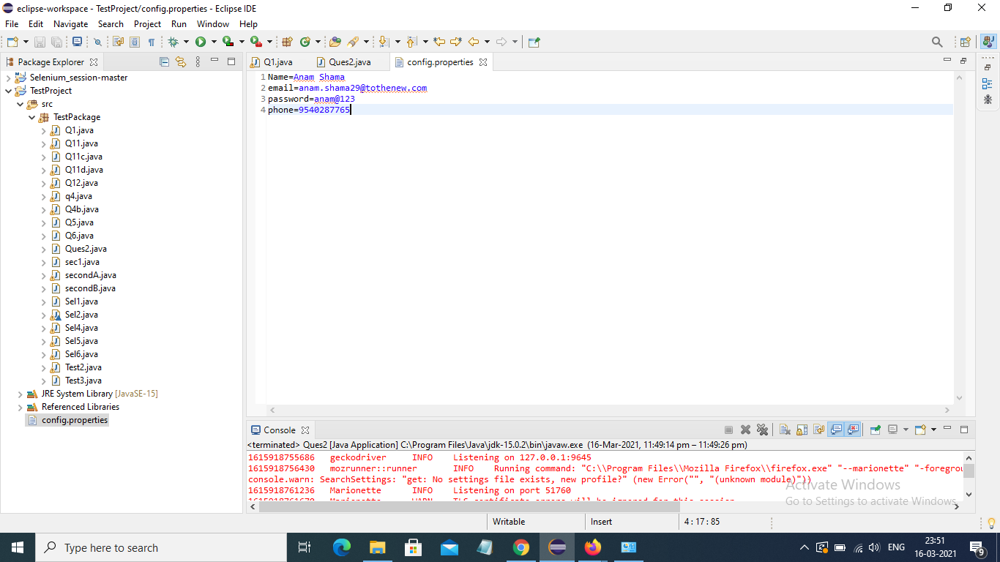 eclipse-workspace - TestProject/config.properties - Eclipse IDE
File Edit Navigate Search Project Run Window Help
Package Explorer
Q1.java Ques2.java config.properties
Selenium_session-master
TestProject
src
TestPackage
Q1.java
Q11.java
Q11c.java
Q11d.java
Q12.java
q4.java
Q4b.java
Q5.java
Q6.java
Ques2.java
sec1.java
secondA.java
secondB.java
Sel1.java
Sel2.java
Sel4.java
Sel5.java
Sel6.java
Test2.java
Test3.java
JRE System Library [JavaSE-15]
Referenced Libraries
config.properties
1 Name=Anam Shama
2 email=anam.shama29@tothenew.com
3 password=anam@123
4 phone=9540287765
Console
<terminated> Ques2 [Java Application] C:\Program Files\Java\jdk-15.0.2\bin\javaw.exe (16-Mar-2021, 11:49:14 pm – 11:49:26 pm)
1615918755686 geckodriver INFO Listening on 127.0.0.1:9645
1615918756430 mozrunner::runner INFO Running command: "C:\\Program Files\\Mozilla Firefox\\firefox.exe" "--marionette" "-foregrou
console.warn: SearchSettings: "get: No settings file exists, new profile?" (new Error("", "(unknown module)"))
1615918761236 Marionette INFO Listening on port 51760
Activate Windows
Go to Settings to activate Windows.
Writable Insert 4 : 17 : 85
Type here to search
ENG
23:51
16-03-2021
9